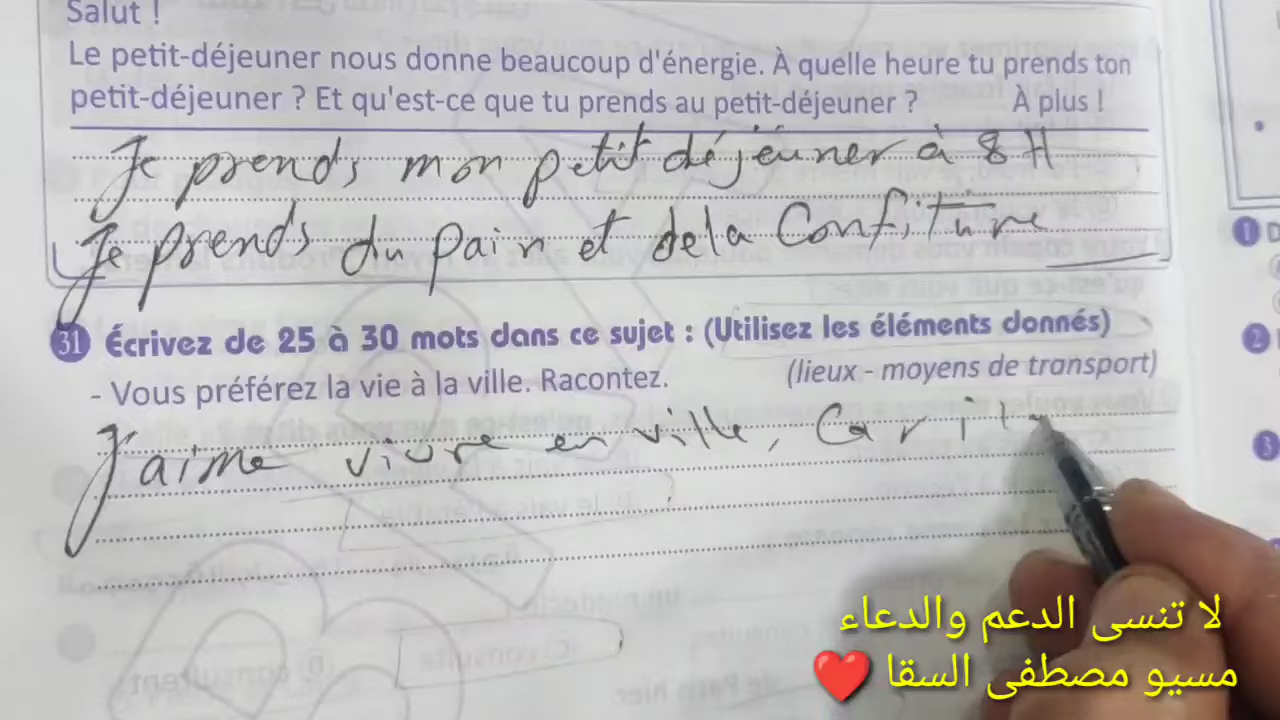 Salut !
Le petit-déjeuner nous donne beaucoup d'énergie. À quelle heure tu prends ton
petit-déjeuner ? Et qu'est-ce que tu prends au petit-déjeuner ? À plus !
Je prends mon petit déjeuner à 8 H
Je prends du pain et de la Confiture
31 Écrivez de 25 à 30 mots dans ce sujet : (Utilisez les éléments donnés)
- Vous préférez la vie à la ville. Racontez. (lieux - moyens de transport)
J'aime vivre en ville, Car il
لا تنسى الدعم والدعاء
مسيو مصطفى السقا ❤️
1 D
2
3